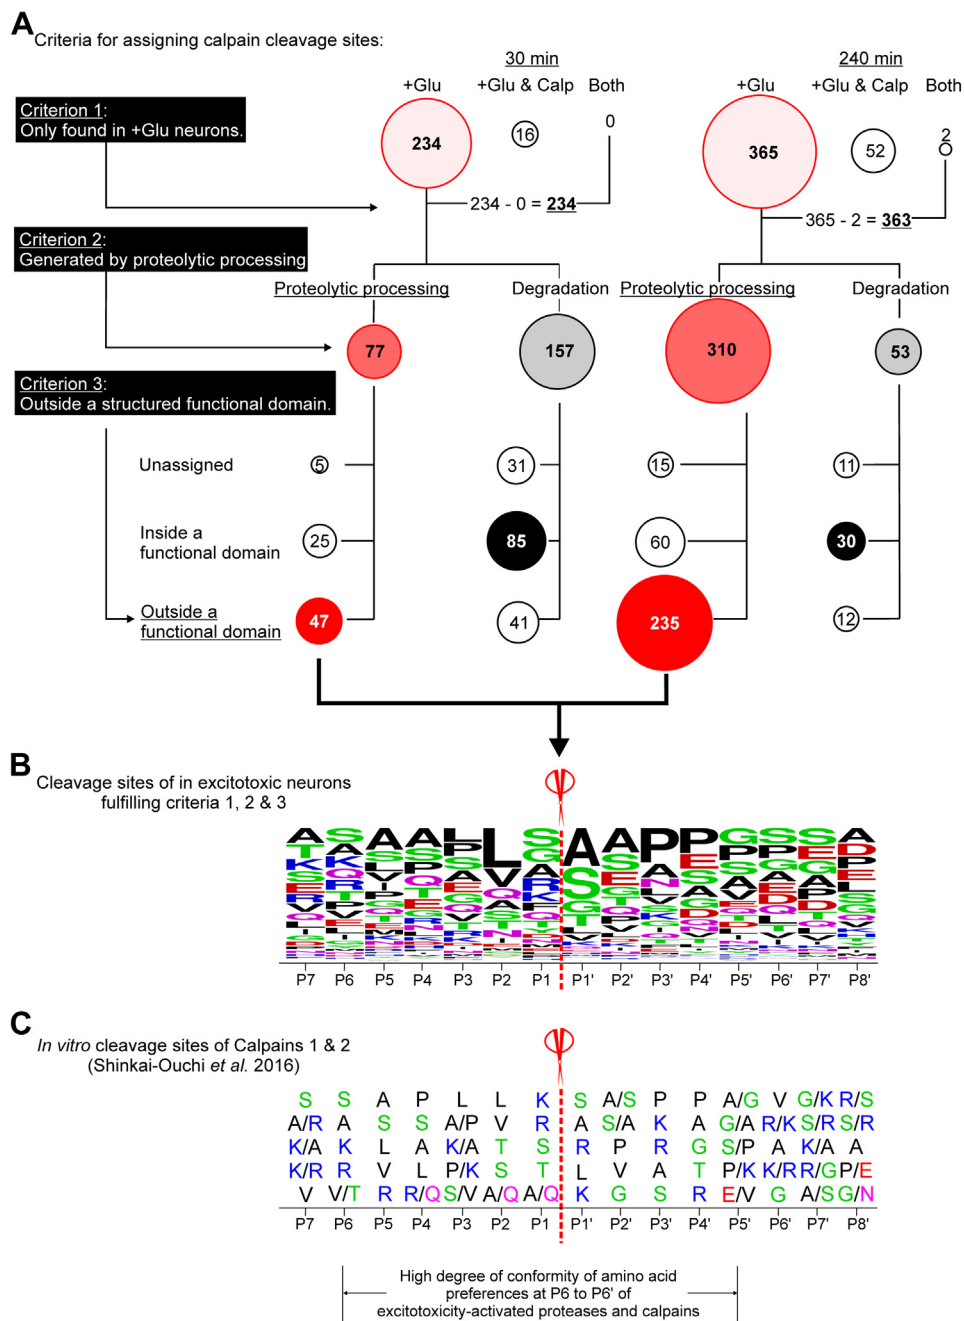 A
Criteria for assigning calpain cleavage sites:
30 min
240 min
+Glu +Glu & Calp Both
+Glu +Glu & Calp Both
Criterion 1:
Only found in +Glu neurons.
234
16
0
365
52
2
234 - 0 = 234
365 - 2 = 363
Criterion 2:
Generated by proteolytic processing
Proteolytic processing
Degradation
Proteolytic processing
Degradation
77
157
310
53
Criterion 3:
Outside a structured functional domain.
Unassigned
5
31
15
11
Inside a
functional domain
25
85
60
30
Outside a
functional domain
47
41
235
12
B
Cleavage sites of in excitotoxic neurons
fulfilling criteria 1, 2 & 3
A S A A L L S A A P P G S S A
P7 P6 P5 P4 P3 P2 P1 P1' P2' P3' P4' P5' P6' P7' P8'
C
In vitro cleavage sites of Calpains 1 & 2
(Shinkai-Ouchi et al. 2016)
S S A P L L K S A/S P P A/G V G/K R/S
A/R A S S A/P V R A S/A K A G/A R/K S/R S/R
K/A K L A K/A T S R P R G S/P A K/A A
K/R R V L P/K S T L V A T P/K K/R R/G P/E
V V/T R R/Q S/V A/Q A/Q K G S R E/V G A/S G/N
P7 P6 P5 P4 P3 P2 P1 P1' P2' P3' P4' P5' P6' P7' P8'
High degree of conformity of amino acid
preferences at P6 to P6' of
excitotoxicity-activated proteases and calpains